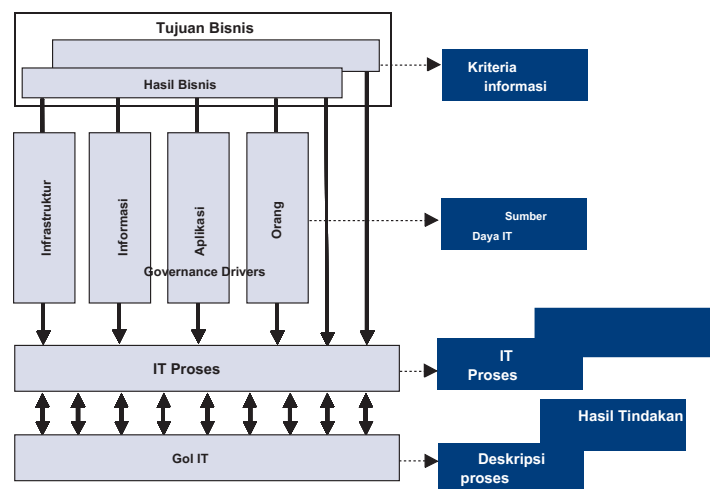 Tujuan Bisnis
Hasil Bisnis
Kriteria
informasi
Infrastruktur
Informasi
Aplikasi
Orang
Governance Drivers
Sumber
Daya IT
IT Proses
IT
Proses
Hasil Tindakan
Gol IT
Deskripsi
proses